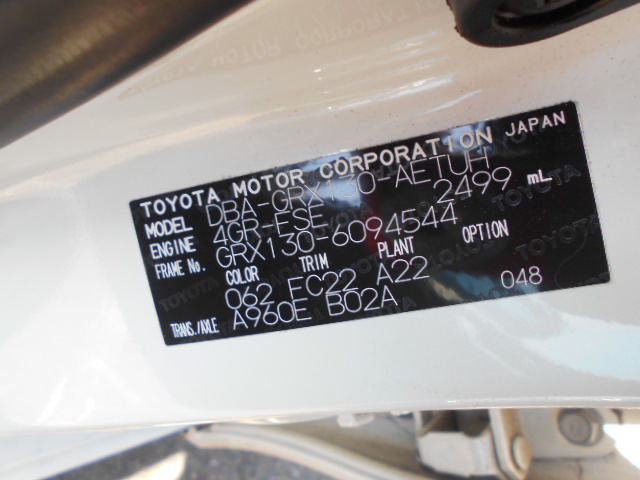 TOYOTA MOTOR CORPORATION JAPAN
MODEL DBA-GRX130-AETUH
ENGINE 4GR-FSE 2499 mL
FRAME No. GRX130-6094544
COLOR TRIM PLANT OPTION
062 FC22 A22 048
TRANS./AXLE A960E B02A